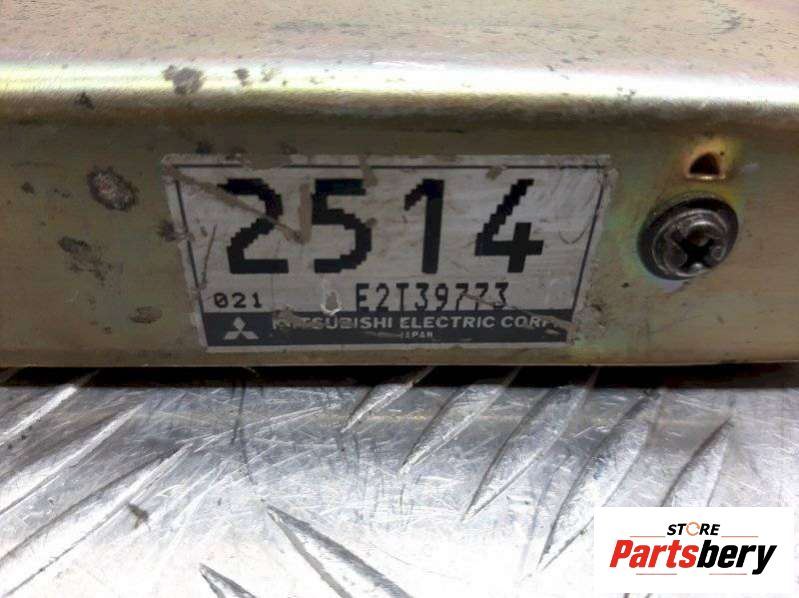 2514
021 E2T39773
MITSUBISHI ELECTRIC CORP.
JAPAN
STORE
Partsbery